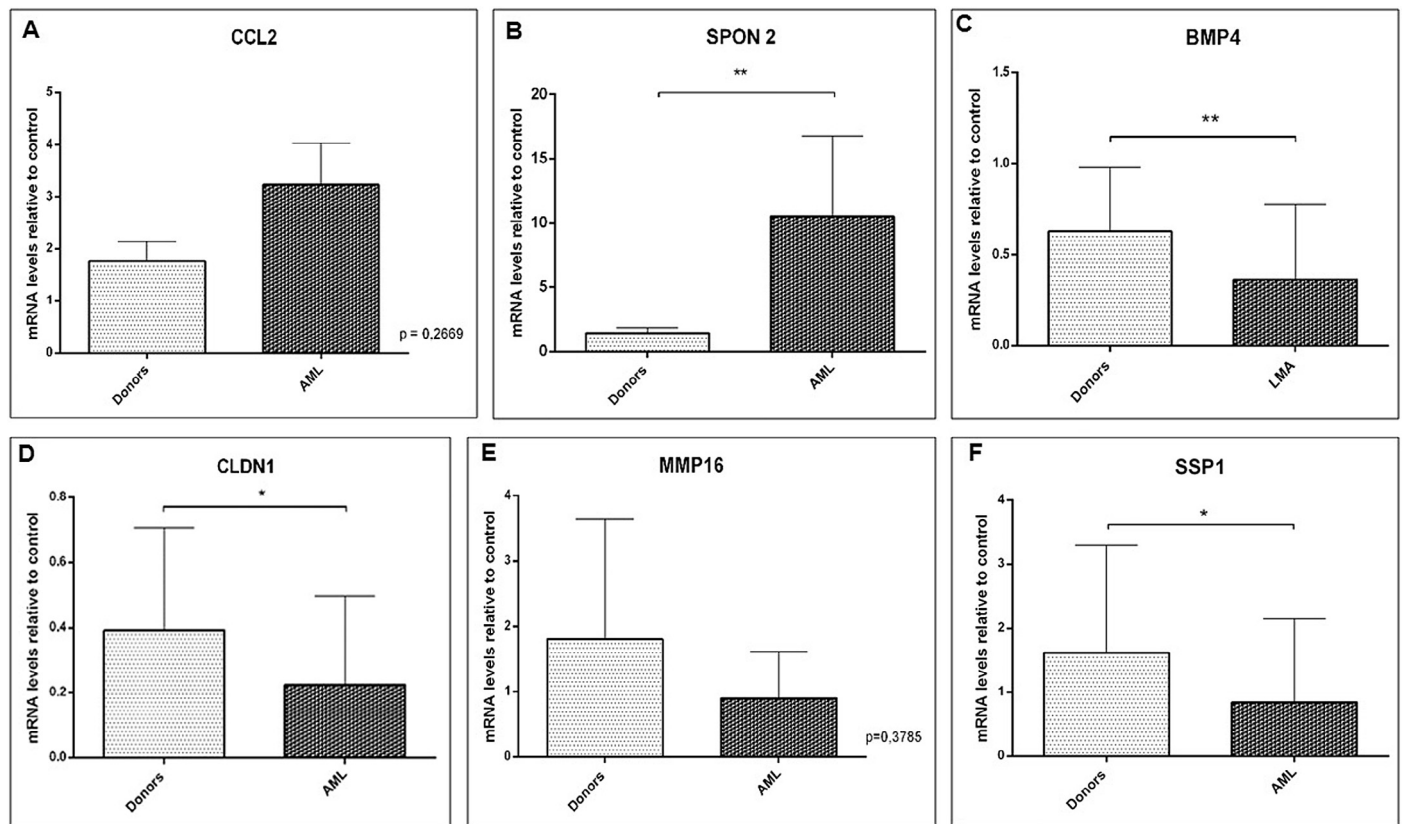 A
CCL2
mRNA levels relative to control
5
4
3
2
1
0
Donors
AML
p = 0.2669
B
SPON 2
**
mRNA levels relative to control
20
15
10
5
0
Donors
AML
C
BMP4
**
mRNA levels relative to control
1.5
1.0
0.5
0.0
Donors
LMA
D
CLDN1
*
mRNA levels relative to control
0.8
0.6
0.4
0.2
0.0
Donors
AML
E
MMP16
mRNA levels relative to control
4
3
2
1
0
Donors
AML
p=0,3785
F
SSP1
*
mRNA levels relative to control
4
3
2
1
0
Donors
AML